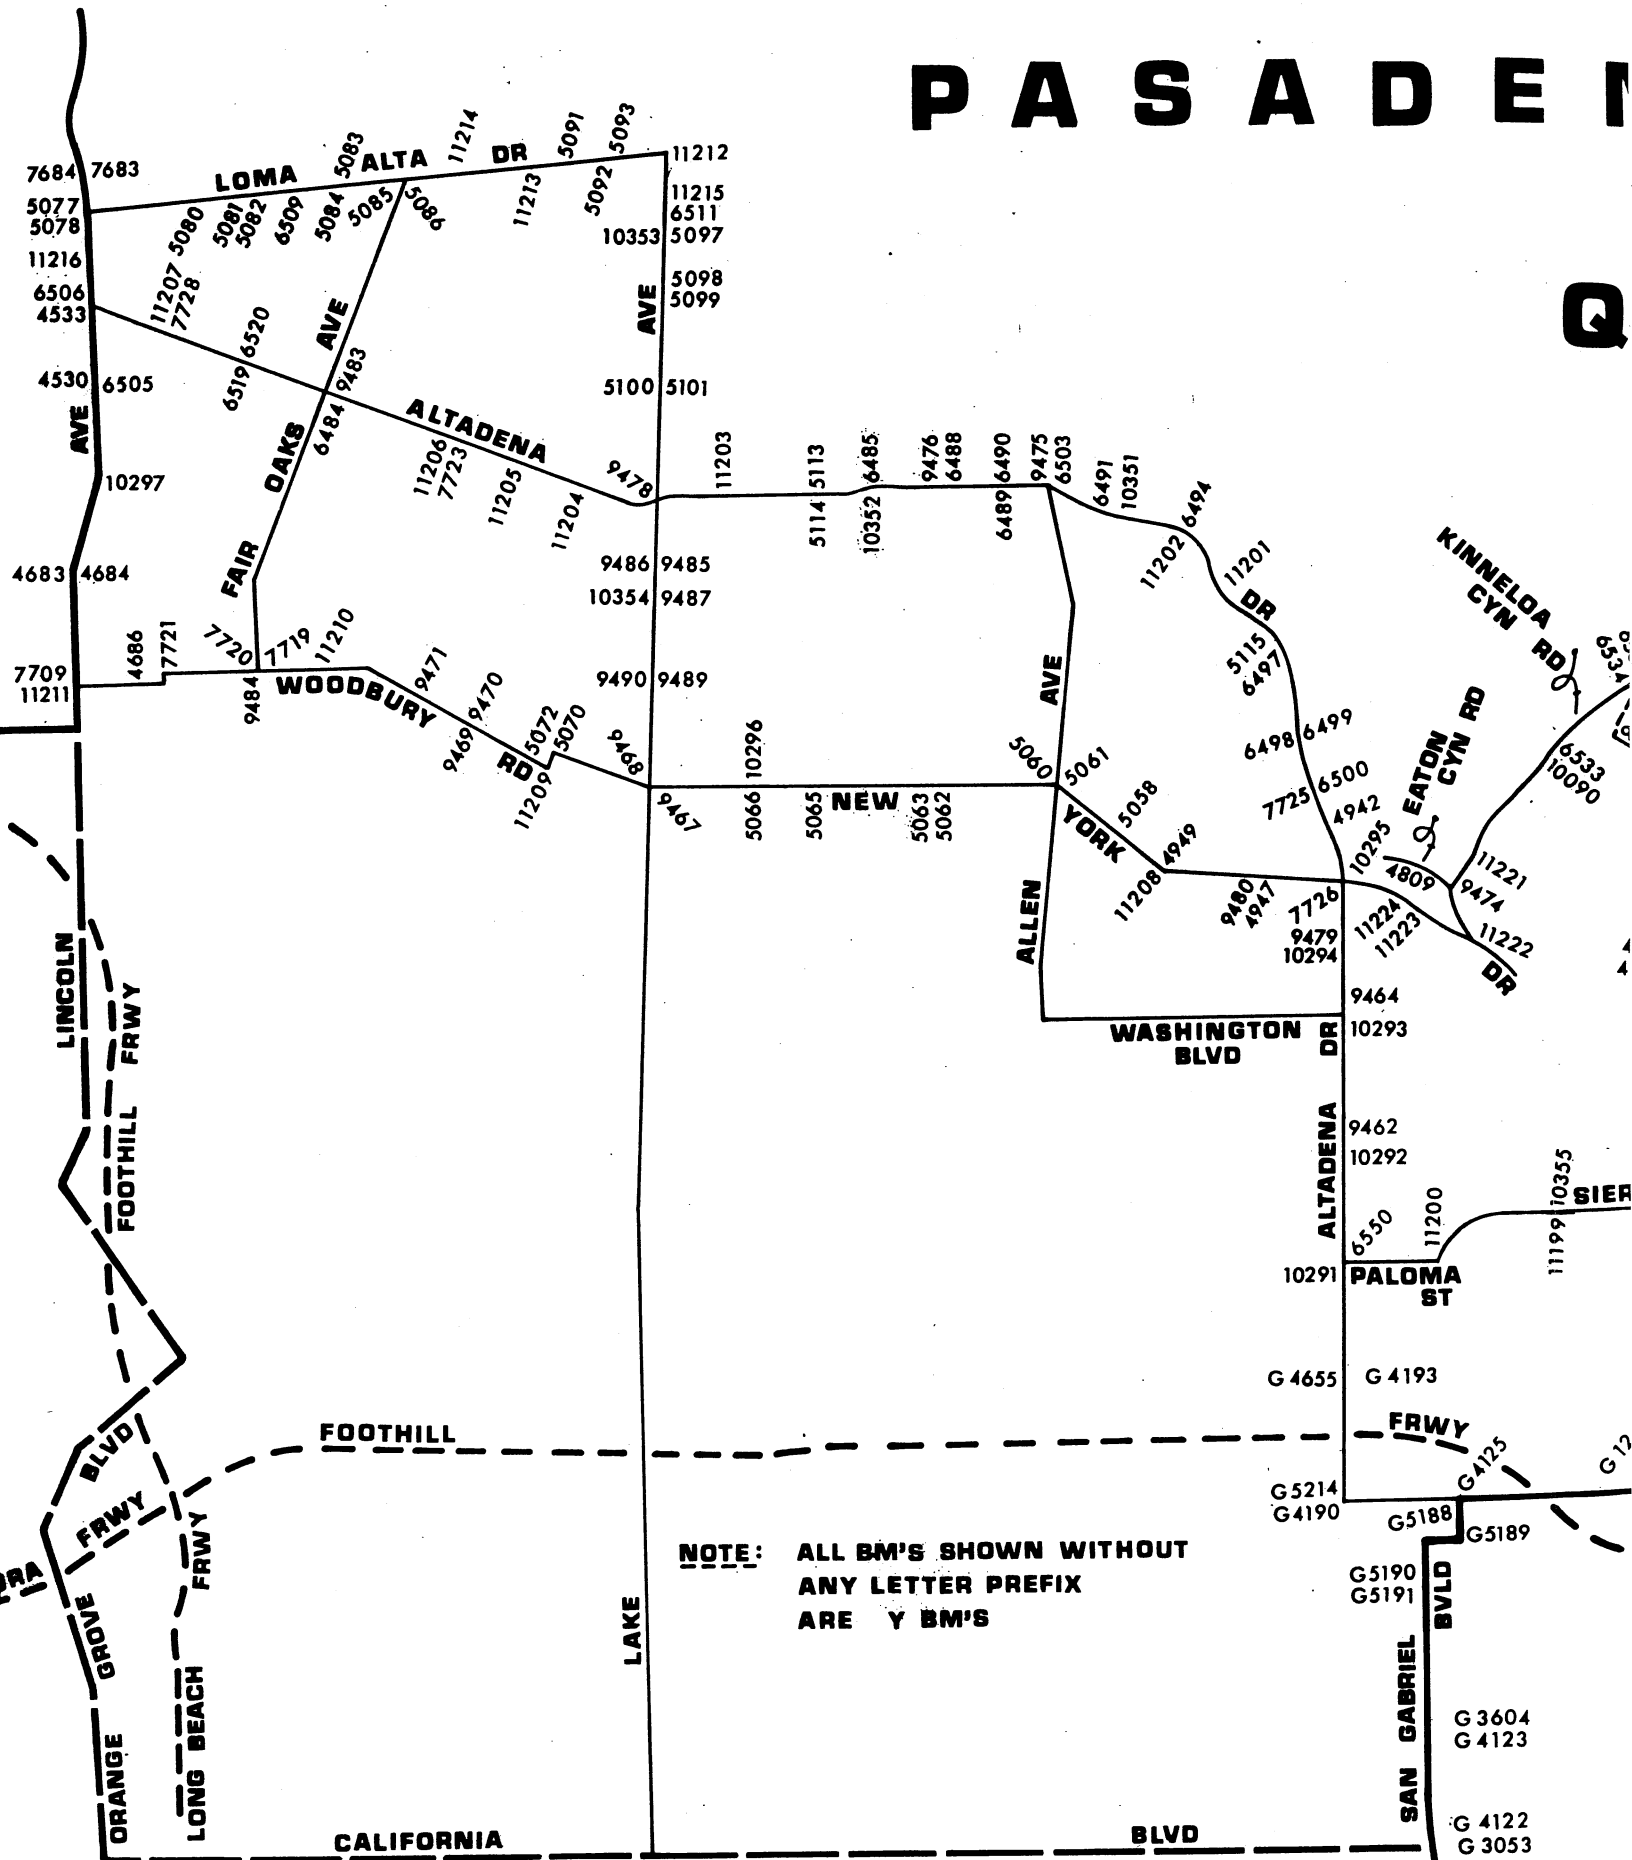 PASADE
Q
7684 7683
5077
5078
11216
6506
4533
4530 6505
AVE
10297
4683 4684
7709
11211
LOMA ALTA DR
5083
11214
5091
5093
11212
5080
5081
5082
6509
5084
5085
5086
11213
5092
11215
6511
10353 5097
5098
5099
AVE
5100 5101
11207
7728
6520
6519
AVE
9483
6484
OAKS
FAIR
ALTADENA
11206
7723
11205
11204
9478
11203
5113
5114
6485
10352
9476
6488
6490
6489
9475
6503
6491
10351
6494
11202
11201
DR
5115
6497
6498 6499
7725 6500
4942
10295
9486 9485
10354 9487
9490 9489
4686
7721
7720
7719
11210
9484
WOODBURY
RD
9471
9470
9469
5072
5070
11209
9468
9467
10296
5066
5065
NEW
5063
5062
AVE
5060
5061
5058
YORK
4949
11208
9480
4947
7726
9479
10294
ALLEN
KINNELOA
CYN
RD
EATON
CYN RD
4809
6534
6533
10090
11221
9474
11224
11223
11222
DR
9464
10293
WASHINGTON
BLVD
DR
ALTADENA
9462
10292
6550
11200
10355
11199
SIER
10291
PALOMA
ST
LINCOLN
FOOTHILL FRWY
G 4655 G 4193
FOOTHILL
FRWY
BLVD
FRWY
FRWY
G 5214
G 4190
G 4125
G 12
G5188
G5189
G5190
G5191
BVLD
SAN GABRIEL
NOTE: ALL BM'S SHOWN WITHOUT
ANY LETTER PREFIX
ARE Y BM'S
LAKE
ORANGE GROVE
LONG BEACH
G 3604
G 4123
G 4122
G 3053
CALIFORNIA BLVD